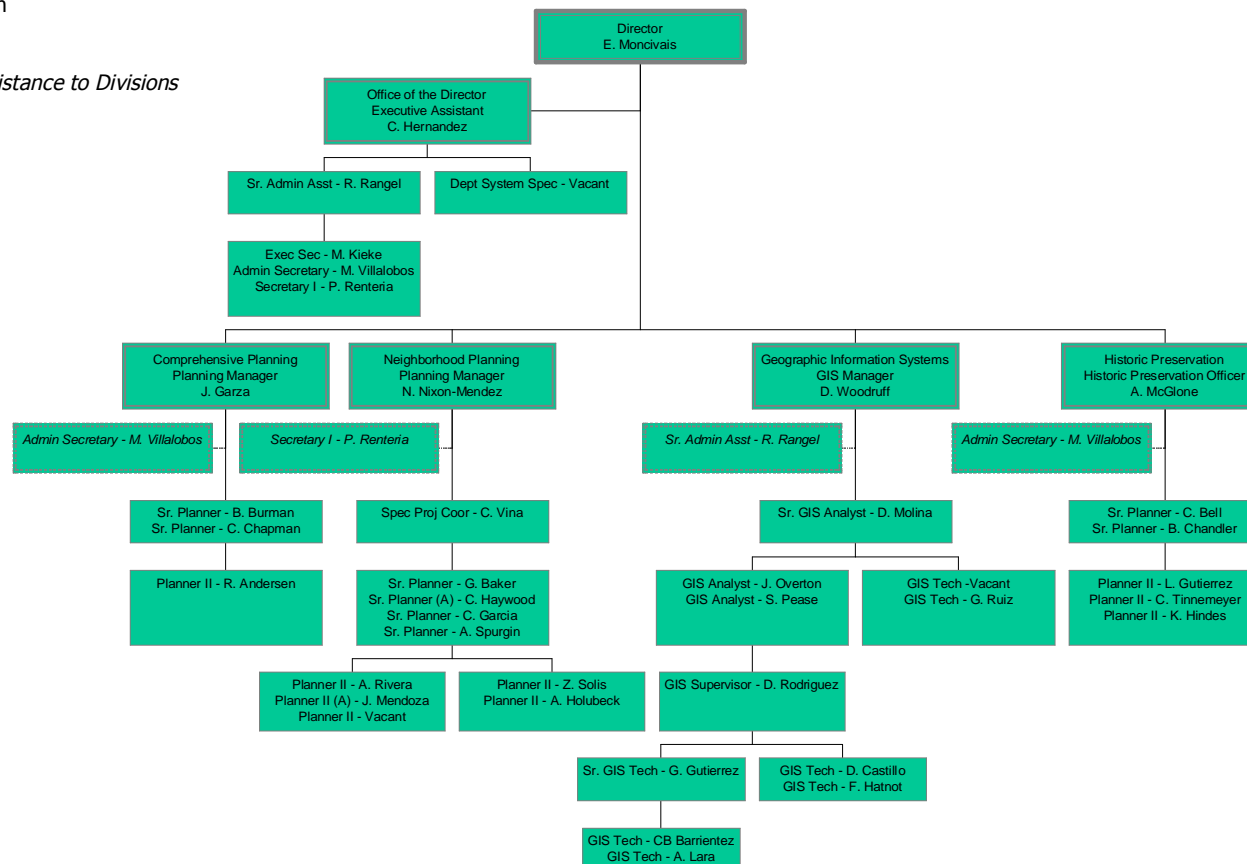 Director
E. Moncivais
istance to Divisions
Office of the Director
Executive Assistant
C. Hernandez
Sr. Admin Asst - R. Rangel
Dept System Spec - Vacant
Exec Sec - M. Kieke
Admin Secretary - M. Villalobos
Secretary I - P. Renteria
Comprehensive Planning
Planning Manager
J. Garza
Neighborhood Planning
Planning Manager
N. Nixon-Mendez
Geographic Information Systems
GIS Manager
D. Woodruff
Historic Preservation
Historic Preservation Officer
A. McGlone
Admin Secretary - M. Villalobos
Secretary I - P. Renteria
Sr. Admin Asst - R. Rangel
Admin Secretary - M. Villalobos
Sr. Planner - B. Burman
Sr. Planner - C. Chapman
Spec Proj Coor - C. Vina
Sr. GIS Analyst - D. Molina
Sr. Planner - C. Bell
Sr. Planner - B. Chandler
Planner II - R. Andersen
Sr. Planner - G. Baker
Sr. Planner (A) - C. Haywood
Sr. Planner - C. Garcia
Sr. Planner - A. Spurgin
GIS Analyst - J. Overton
GIS Analyst - S. Pease
GIS Tech -Vacant
GIS Tech - G. Ruiz
Planner II - L. Gutierrez
Planner II - C. Tinnemeyer
Planner II - K. Hindes
Planner II - A. Rivera
Planner II (A) - J. Mendoza
Planner II - Vacant
Planner II - Z. Solis
Planner II - A. Holubeck
GIS Supervisor - D. Rodriguez
Sr. GIS Tech - G. Gutierrez
GIS Tech - D. Castillo
GIS Tech - F. Hatnot
GIS Tech - CB Barrientez
GIS Tech - A. Lara